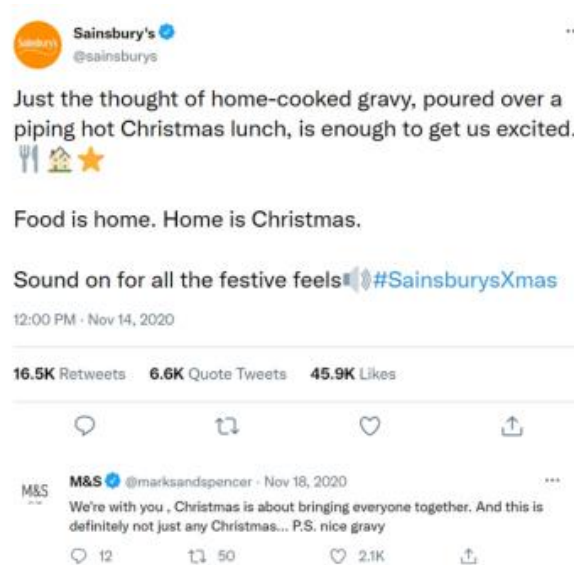 Sainsbury's
@sainsburys
Just the thought of home-cooked gravy, poured over a
piping hot Christmas lunch, is enough to get us excited.
🍴🏠⭐
Food is home. Home is Christmas.
Sound on for all the festive feels🔊#SainsburysXmas
12:00 PM · Nov 14, 2020
16.5K Retweets 6.6K Quote Tweets 45.9K Likes
M&S @marksandspencer · Nov 18, 2020
M&S
We're with you , Christmas is about bringing everyone together. And this is
definitely not just any Christmas... P.S. nice gravy
12 50 2.1K